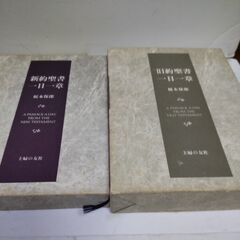 新約聖書
一日一章
榎本保郎
A PASSAGE A DAY
FROM THE
NEW TESTAMENT
主婦の友社
旧約聖書
一日一章
榎本保郎
A PASSAGE A DAY
FROM THE
OLD TESTAMENT
主婦の友社